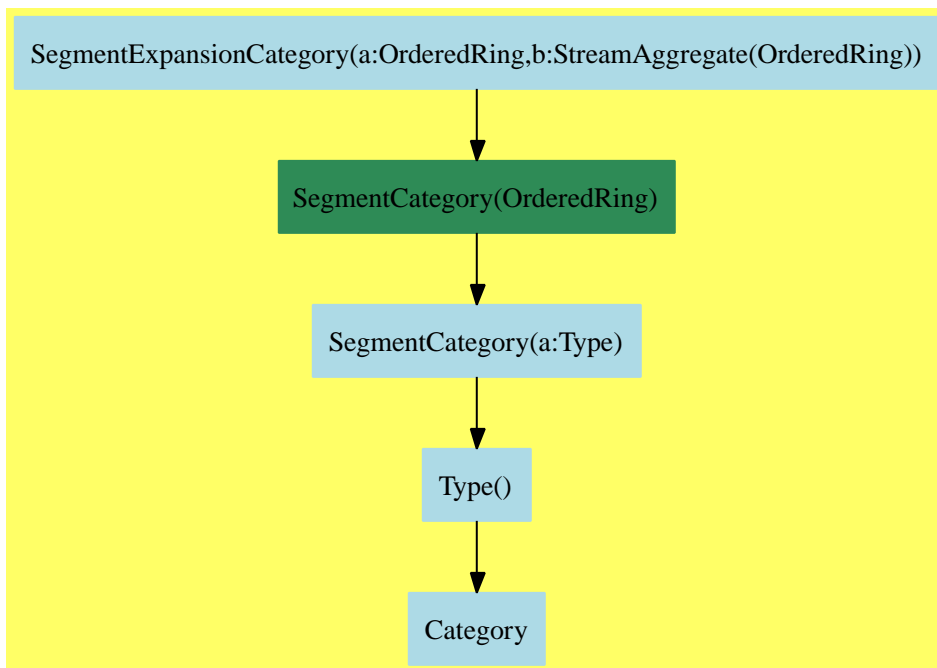 SegmentExpansionCategory(a:OrderedRing,b:StreamAggregate(OrderedRing))
SegmentCategory(OrderedRing)
SegmentCategory(a:Type)
Type()
Category